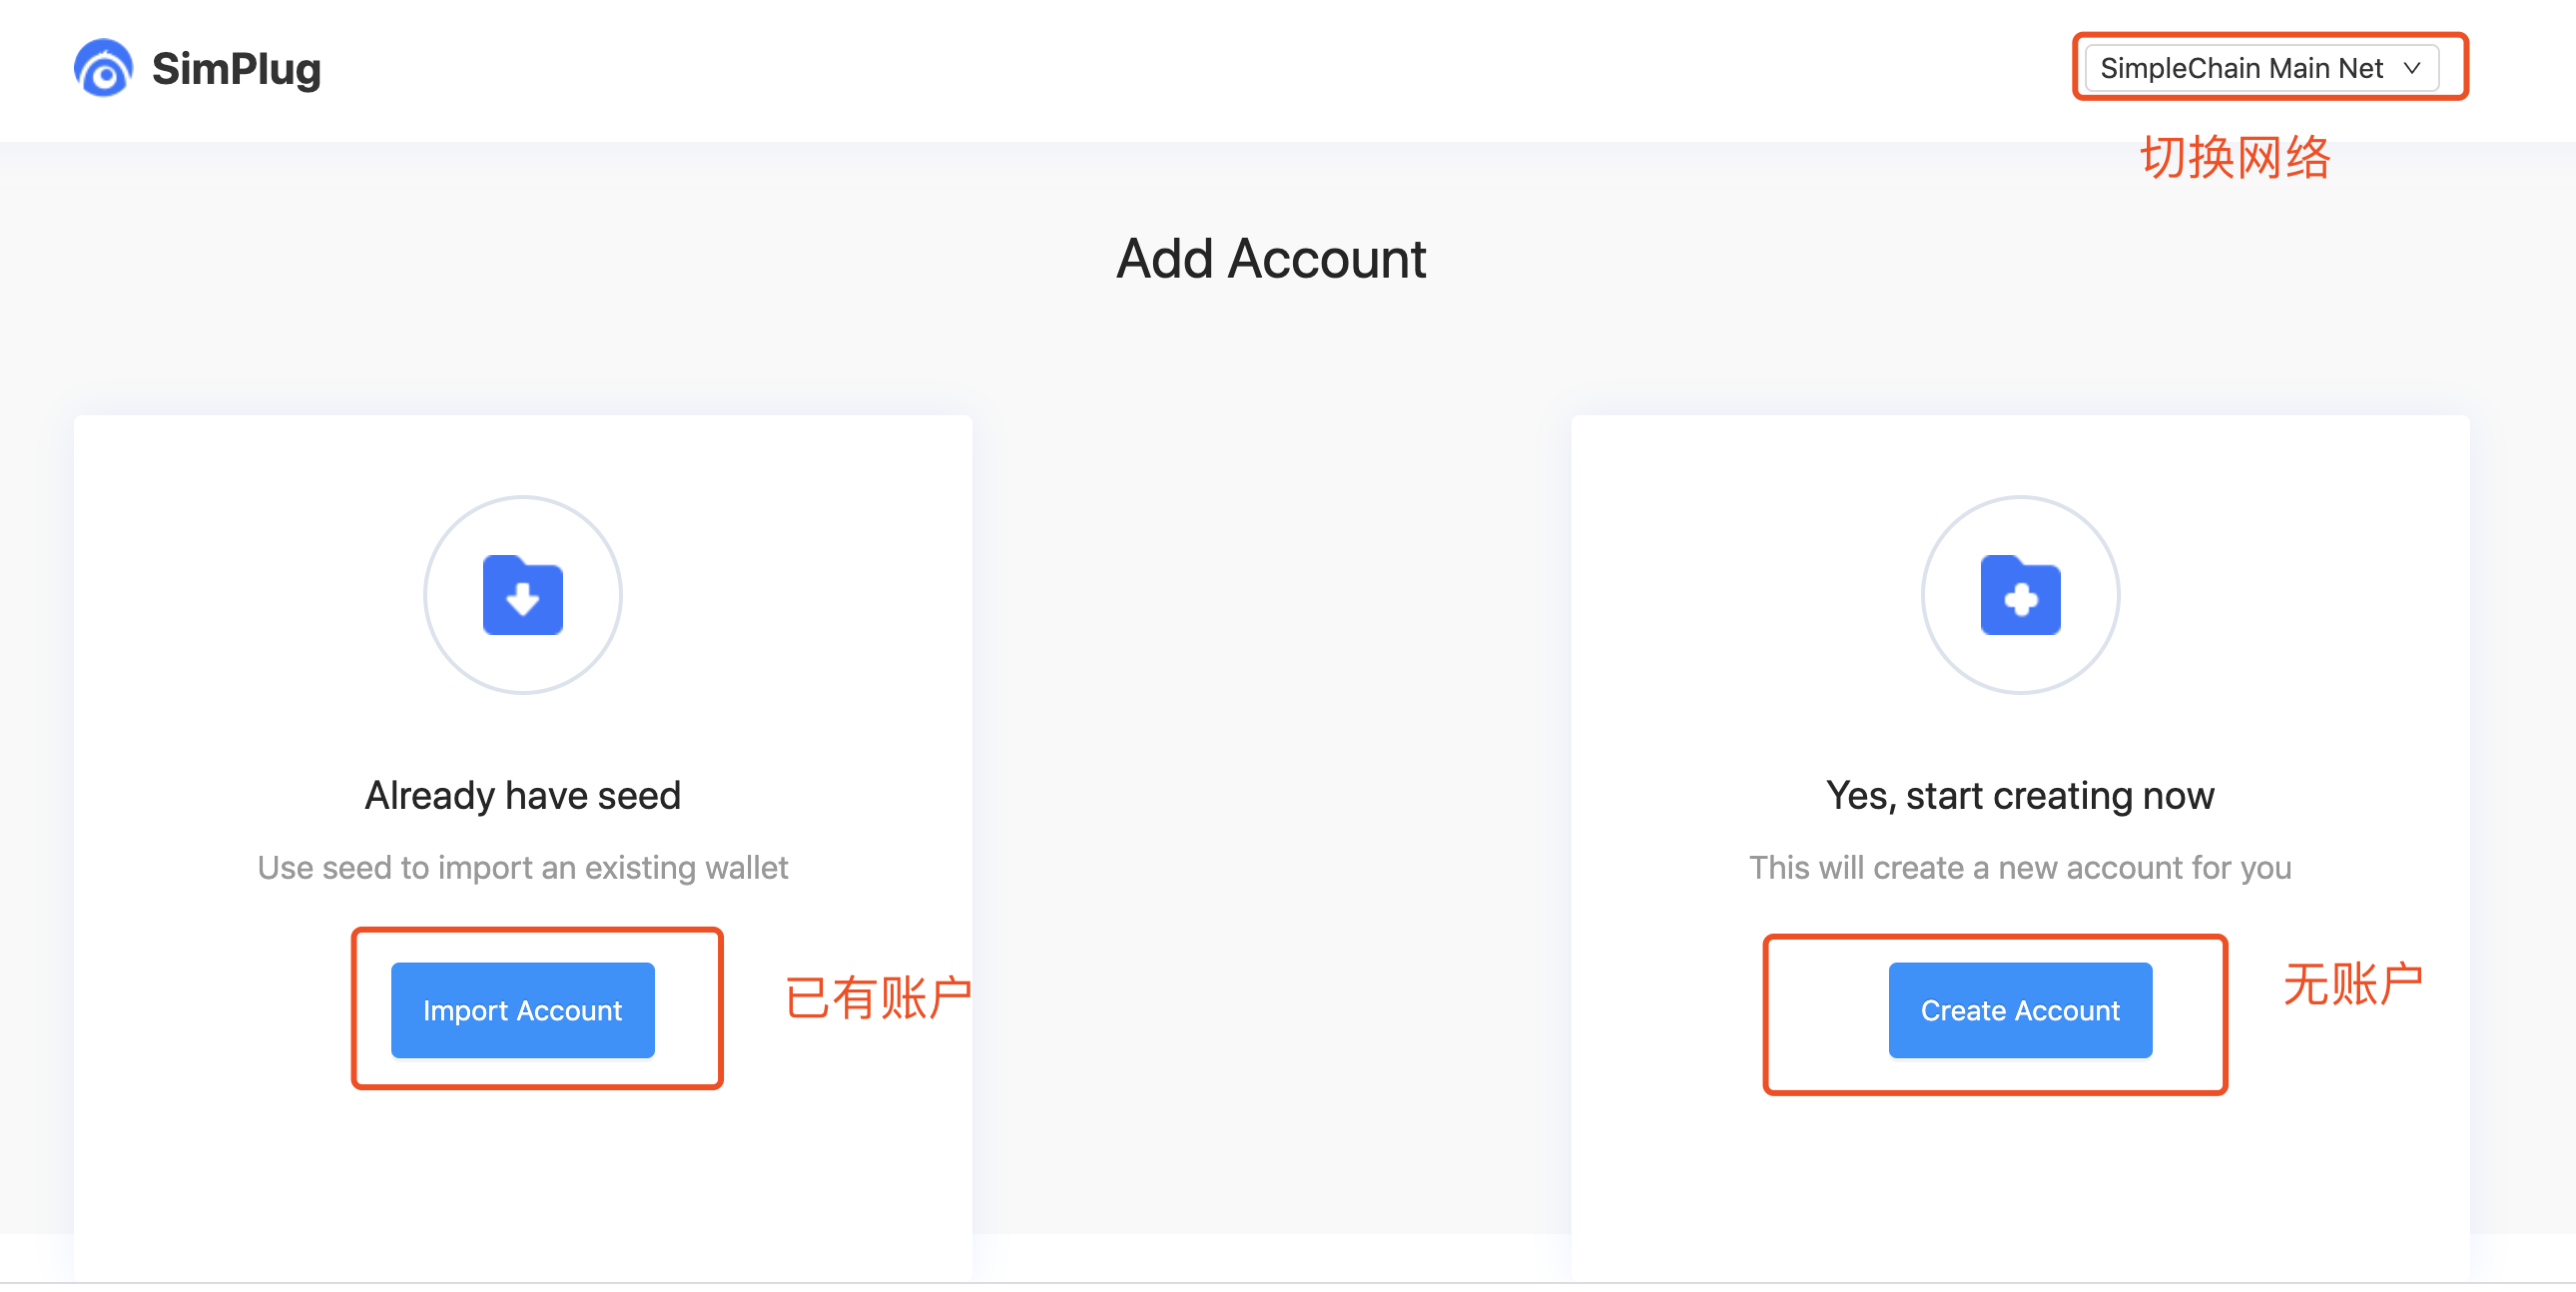 SimPlug
SimpleChain Main Net
切换网络
Add Account
Already have seed
Use seed to import an existing wallet
Import Account
已有账户
Yes, start creating now
This will create a new account for you
Create Account
无账户